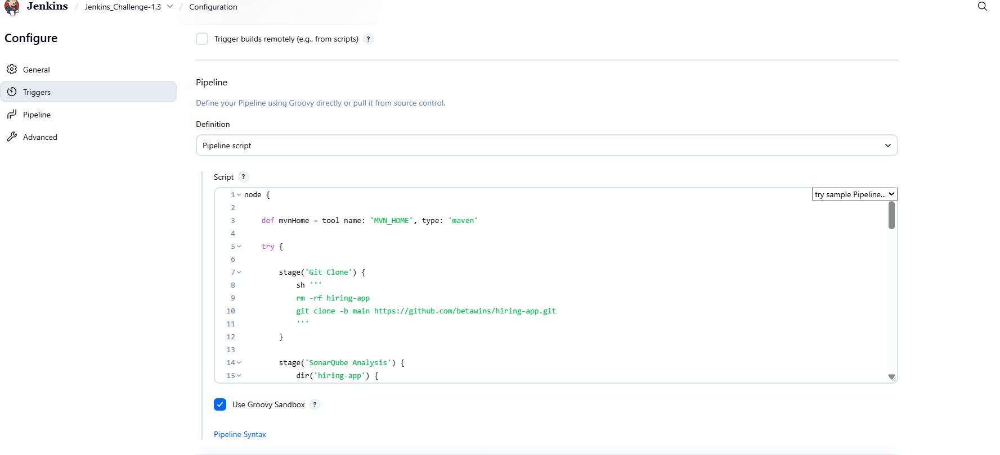 Jenkins / Jenkins_Challenge-1.3 / Configuration
Configure
General
Triggers
Pipeline
Advanced
Trigger builds remotely (e.g., from scripts) ?
Pipeline
Define your Pipeline using Groovy directly or pull it from source control.
Definition
Pipeline script
Script ?
try sample Pipeline...
1 node {
2
3 def mvnHome = tool name: 'MVN_HOME', type: 'maven'
4
5 try {
6
7 stage('Git Clone') {
8 sh '''
9 rm -rf hiring-app
10 git clone -b main https://github.com/betawins/hiring-app.git
11 '''
12 }
13
14 stage('SonarQube Analysis') {
15 dir('hiring-app') {
Use Groovy Sandbox ?
Pipeline Syntax